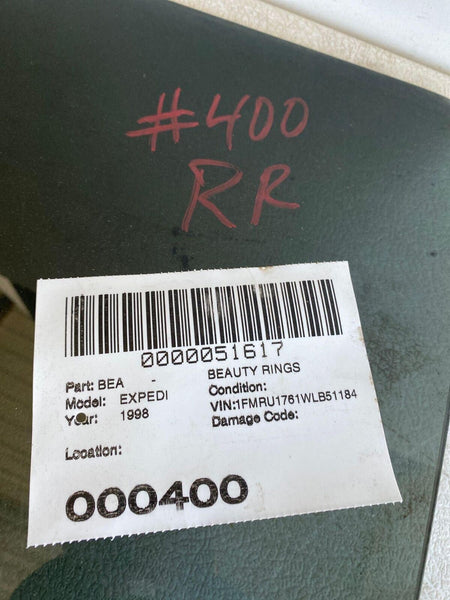 #400
RR
0000051617
Part: BEA - BEAUTY RINGS
Model: EXPEDI Condition:
Year: 1998 VIN:1FMRU1761WLB51184
Damage Code:
Location:
000400